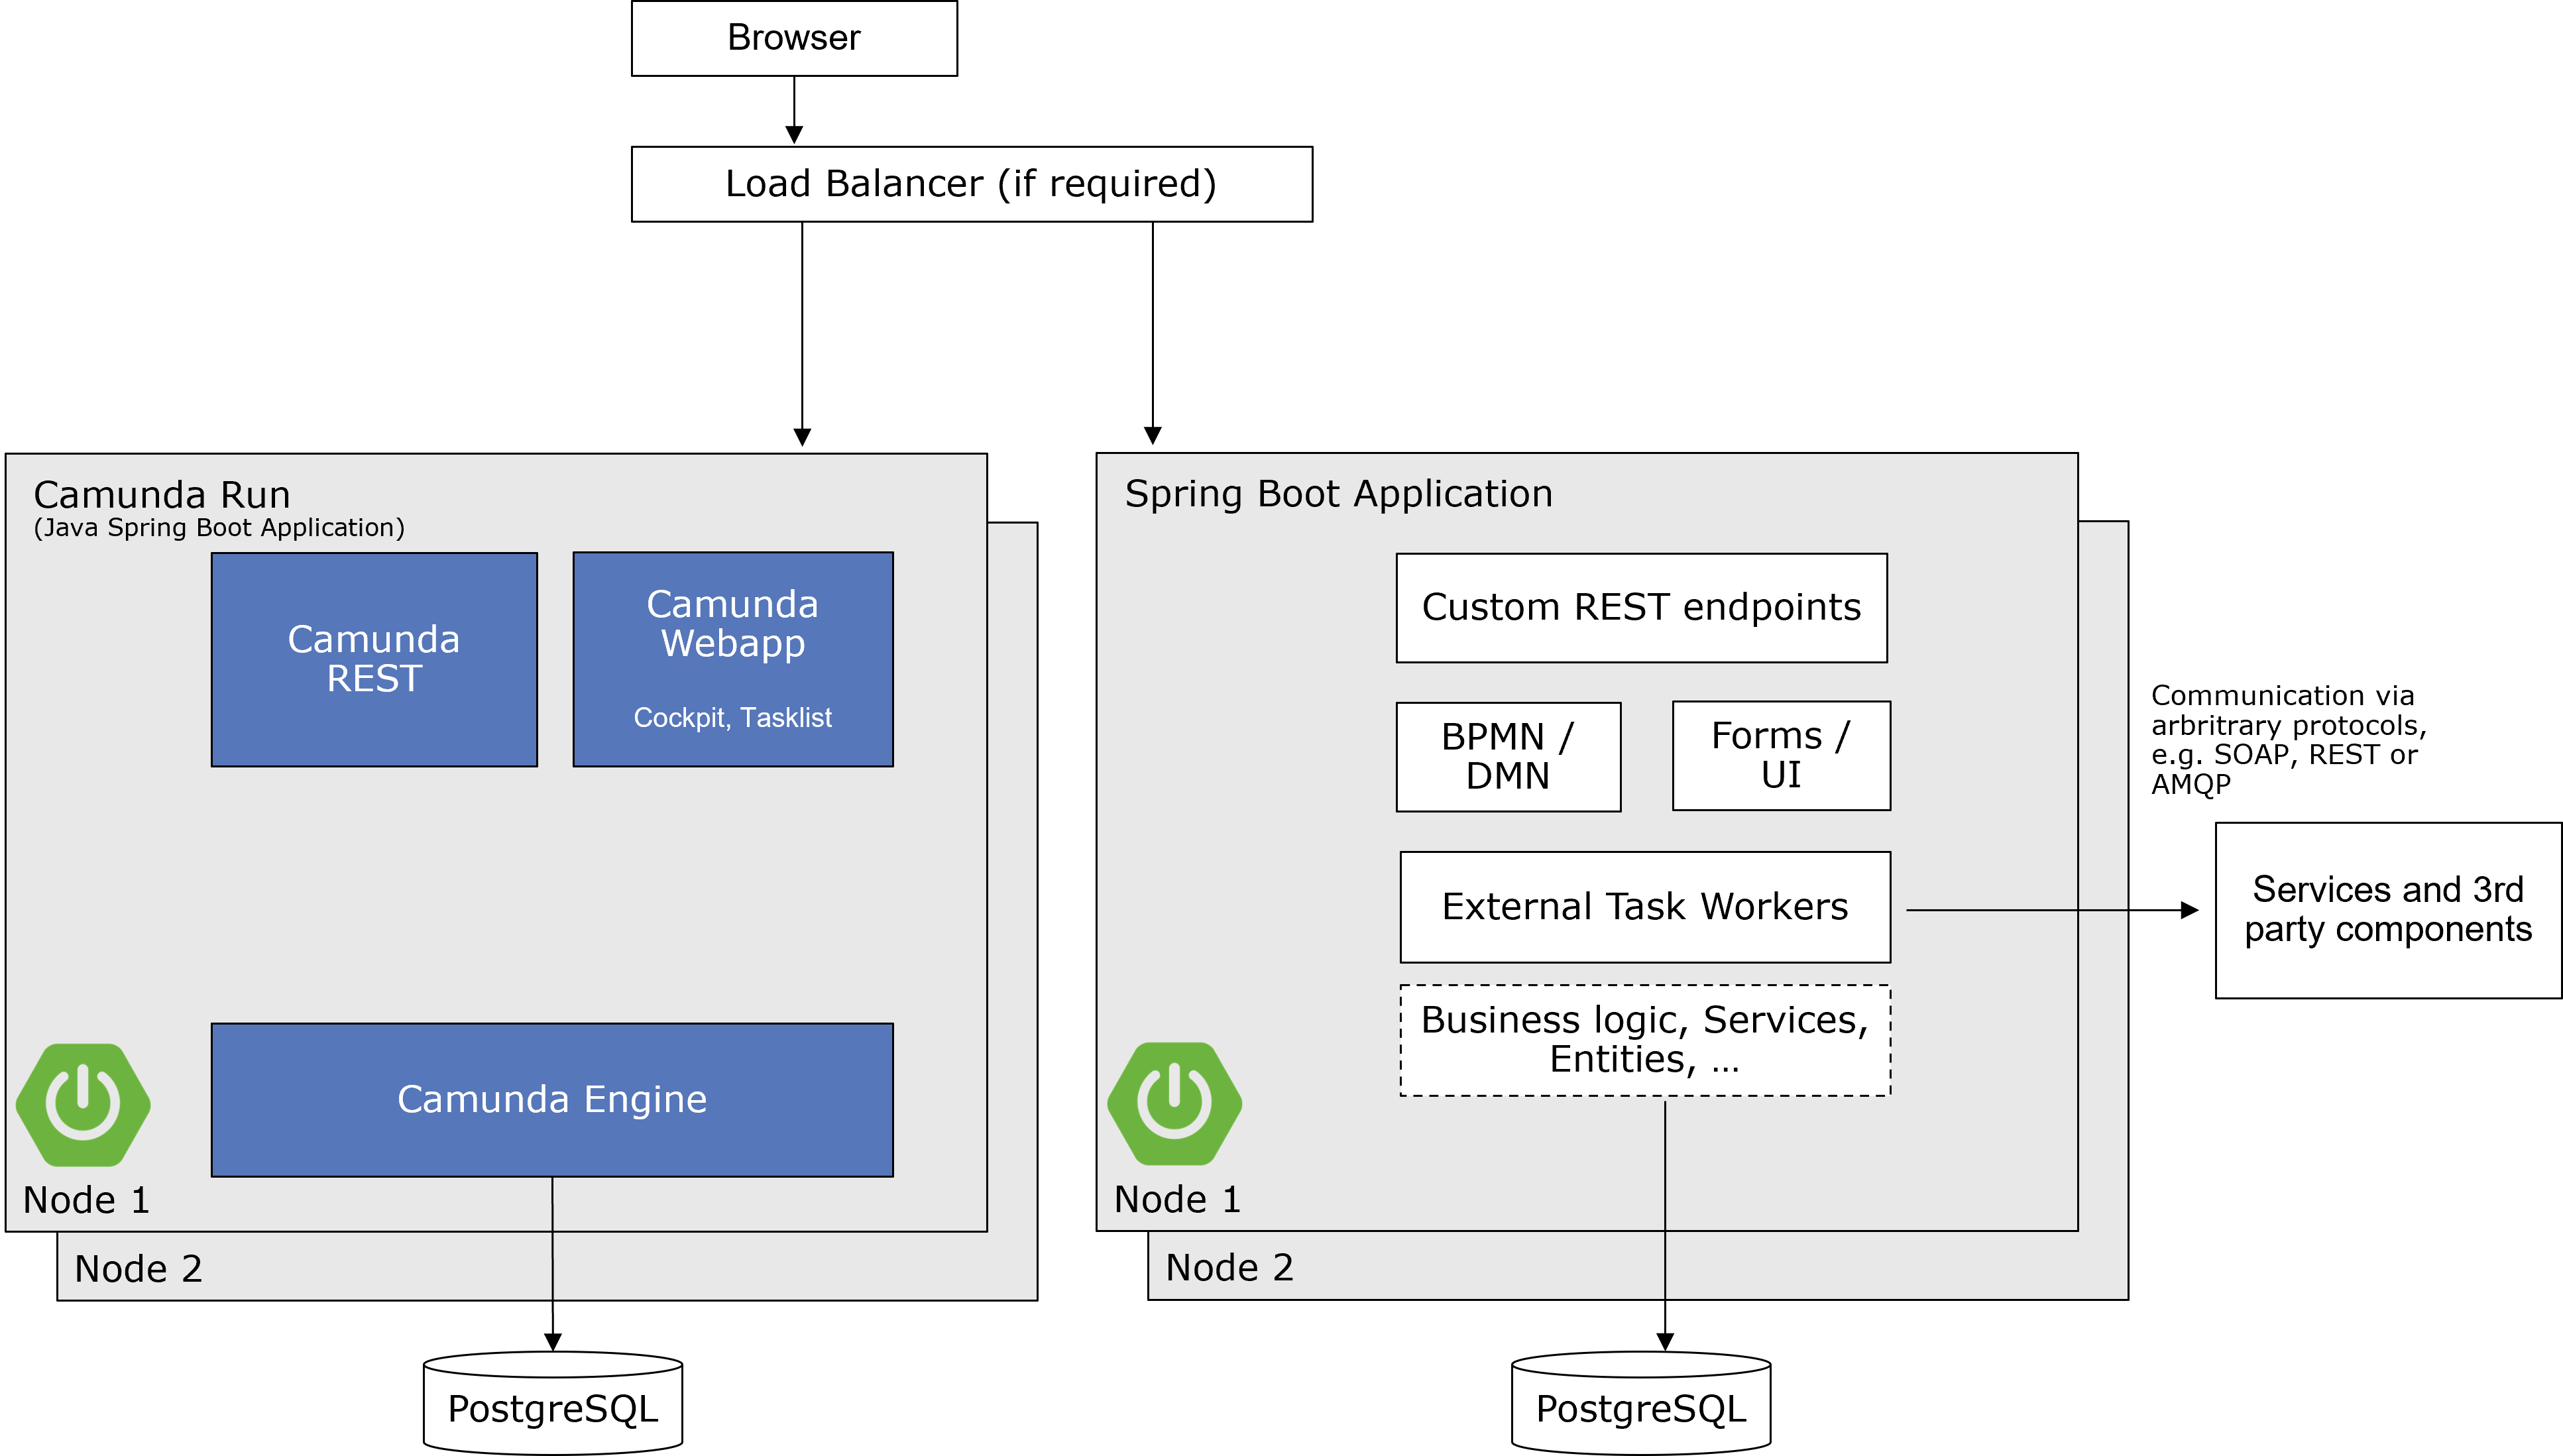 Browser
Load Balancer (if required)
Camunda Run
(Java Spring Boot Application)
Camunda
REST
Camunda
Webapp
Cockpit, Tasklist
Camunda Engine
Node 1
Node 2
PostgreSQL
Spring Boot Application
Custom REST endpoints
BPMN /
DMN
Forms /
UI
External Task Workers
Business logic, Services,
Entities, ...
Node 1
Node 2
PostgreSQL
Communication via
arbritrary protocols,
e.g. SOAP, REST or
AMQP
Services and 3rd
party components